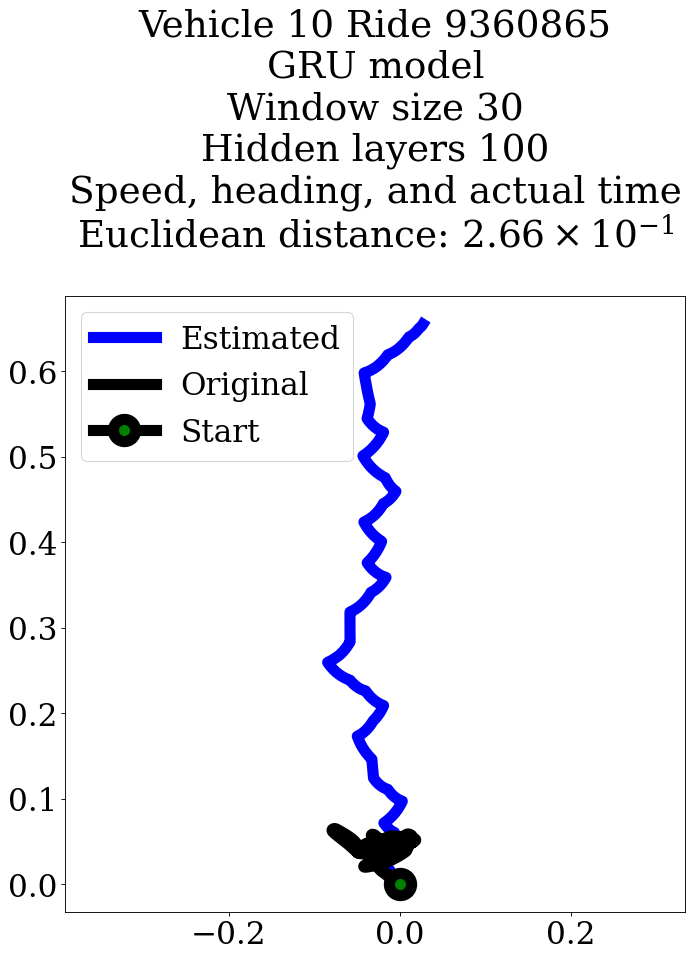 Vehicle 10 Ride 9360865
GRU model
Window size 30
Hidden layers 100
Speed, heading, and actual time
Euclidean distance: 2.66 × 10⁻¹
Estimated
Original
Start
0.6
0.5
0.4
0.3
0.2
0.1
0.0
−0.2 0.0 0.2